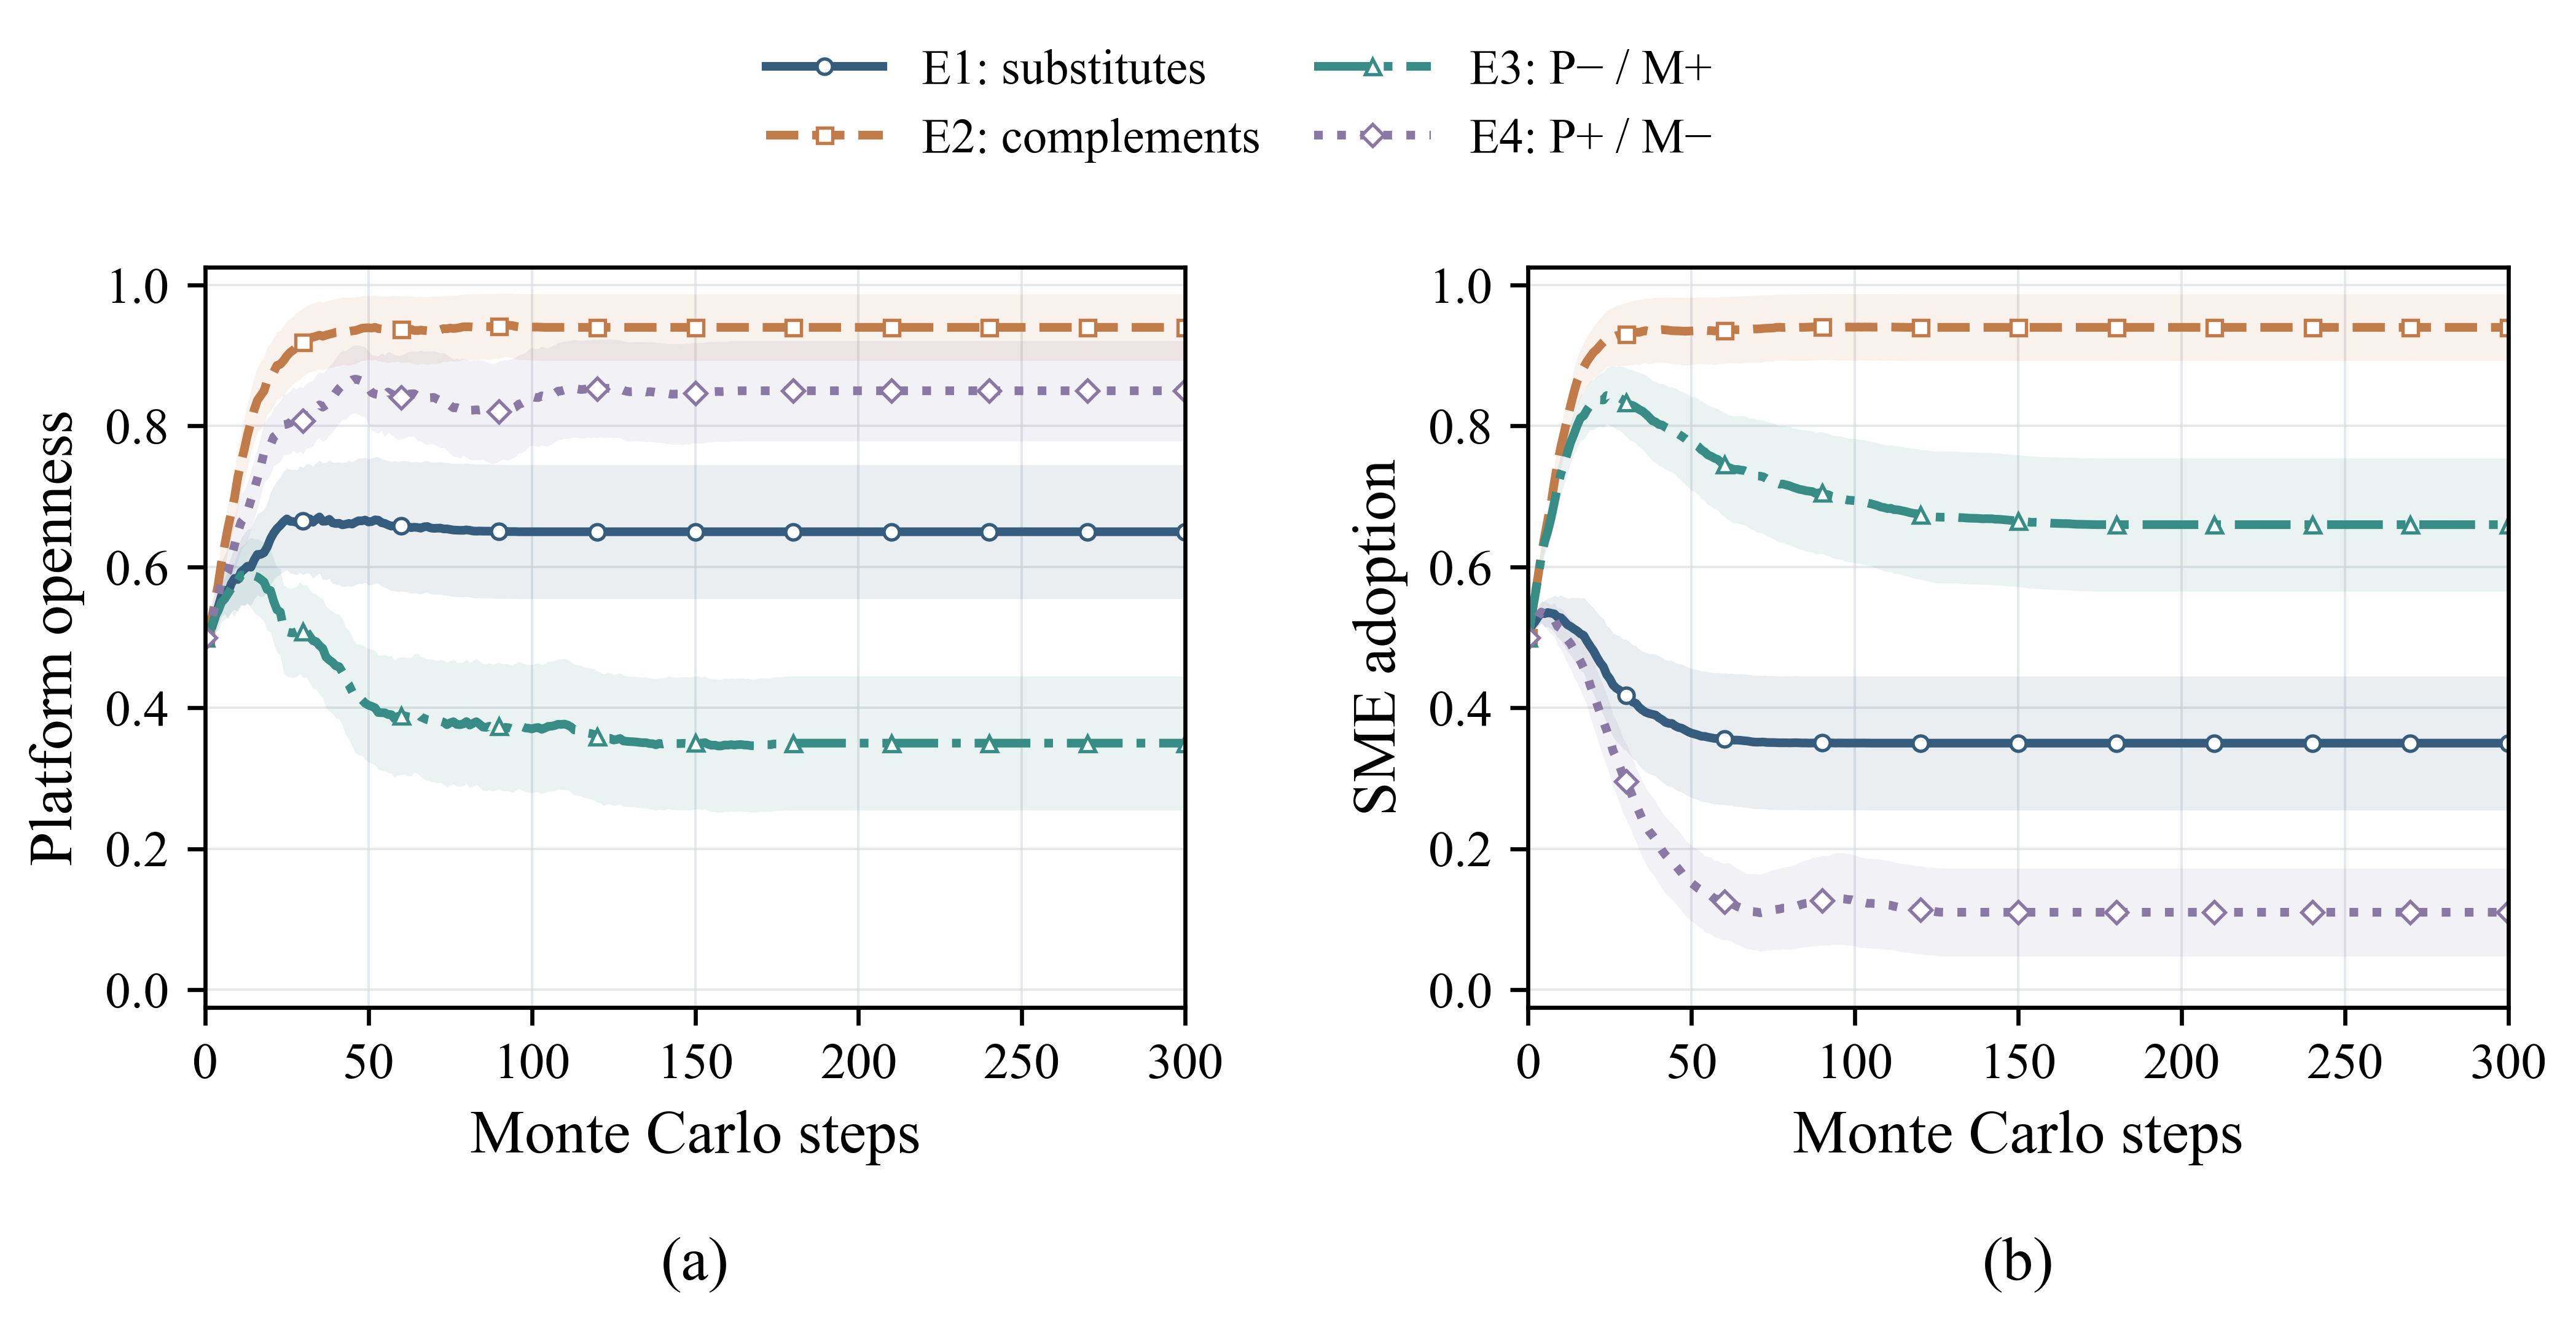 E1: substitutes
E2: complements
E3: P− / M+
E4: P+ / M−
Platform openness
1.0
0.8
0.6
0.4
0.2
0.0
0 50 100 150 200 250 300
Monte Carlo steps
(a)
SME adoption
1.0
0.8
0.6
0.4
0.2
0.0
0 50 100 150 200 250 300
Monte Carlo steps
(b)